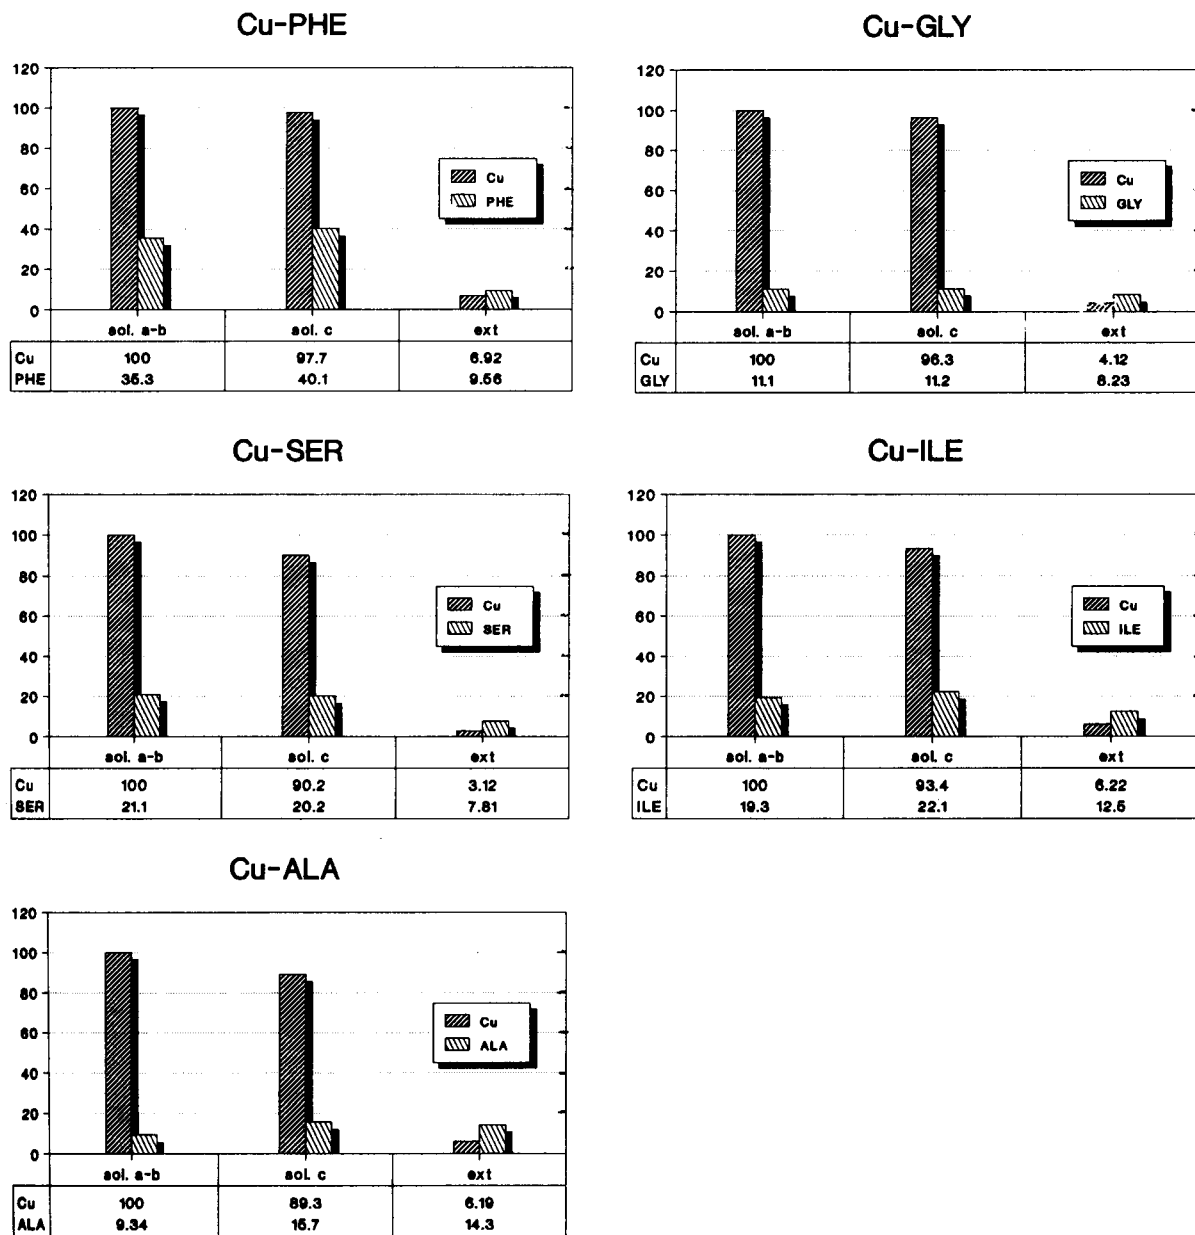 Cu-PHE
120
100
80
60
40
20
0
Cu
PHE
sol. a-b sol. c ext
Cu 100 97.7 6.92
PHE 35.3 40.1 9.56
Cu-GLY
120
100
80
60
40
20
0
Cu
GLY
sol. a-b sol. c ext
Cu 100 96.3 4.12
GLY 11.1 11.2 8.23
Cu-SER
120
100
80
60
40
20
0
Cu
SER
sol. a-b sol. c ext
Cu 100 90.2 3.12
SER 21.1 20.2 7.81
Cu-ILE
120
100
80
60
40
20
0
Cu
ILE
sol. a-b sol. c ext
Cu 100 93.4 6.22
ILE 19.3 22.1 12.5
Cu-ALA
120
100
80
60
40
20
0
Cu
ALA
sol. a-b sol. c ext
Cu 100 89.3 6.19
ALA 9.34 15.7 14.3